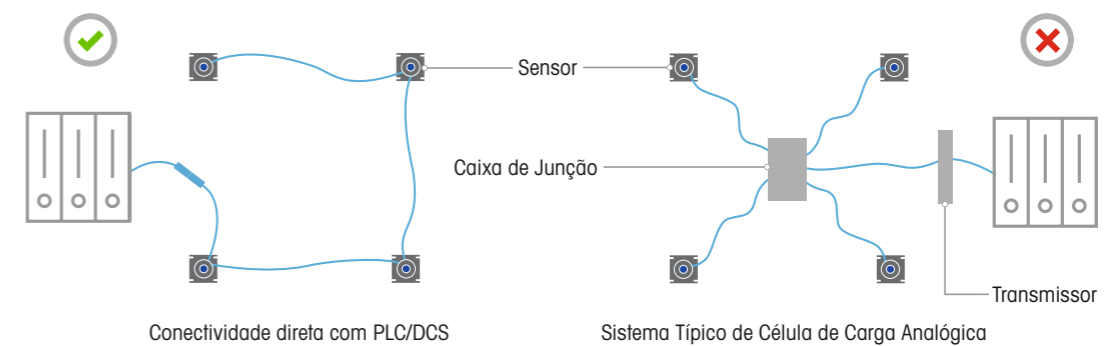 Sensor
Caixa de Junção
Transmissor
Conectividade direta com PLC/DCS
Sistema Típico de Célula de Carga Analógica